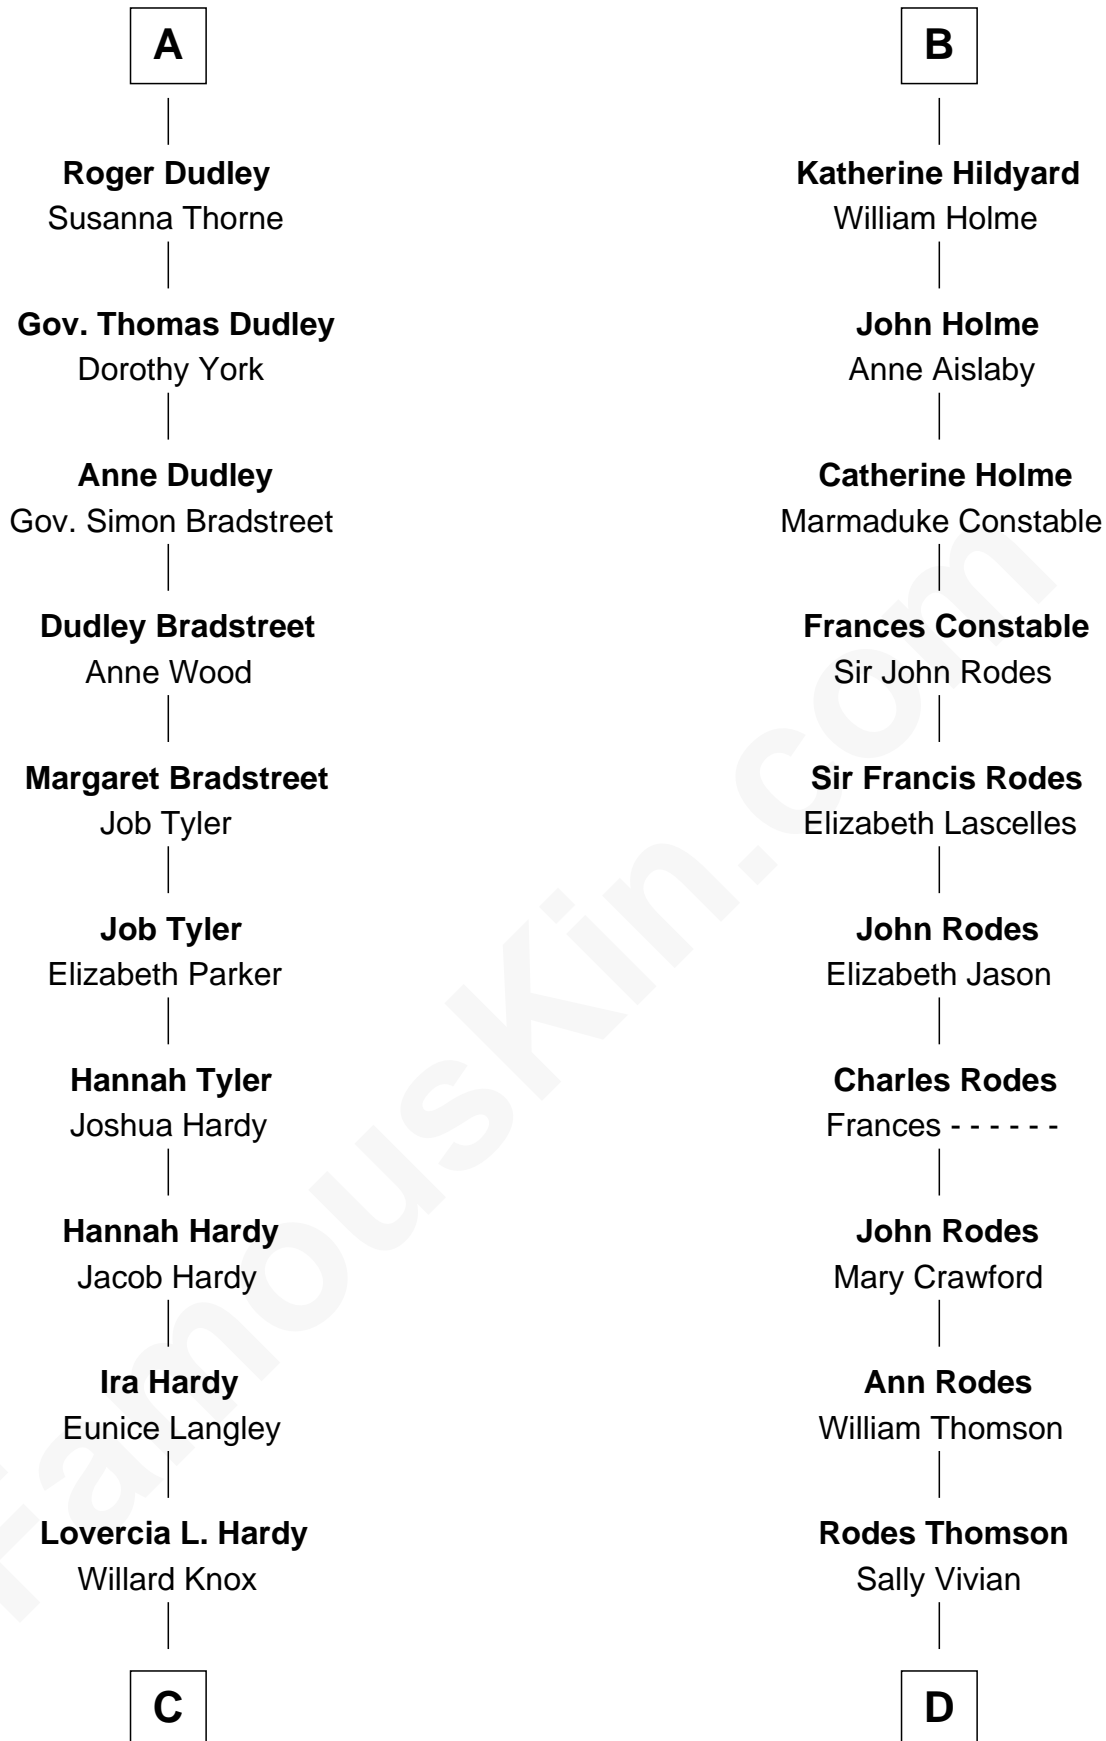 A
Roger Dudley
Susanna Thorne
Gov. Thomas Dudley
Dorothy York
Anne Dudley
Gov. Simon Bradstreet
Dudley Bradstreet
Anne Wood
Margaret Bradstreet
Job Tyler
Job Tyler
Elizabeth Parker
Hannah Tyler
Joshua Hardy
Hannah Hardy
Jacob Hardy
Ira Hardy
Eunice Langley
Lovercia L. Hardy
Willard Knox
C
B
Katherine Hildyard
William Holme
John Holme
Anne Aislaby
Catherine Holme
Marmaduke Constable
Frances Constable
Sir John Rodes
Sir Francis Rodes
Elizabeth Lascelles
John Rodes
Elizabeth Jason
Charles Rodes
Frances - - - - - -
John Rodes
Mary Crawford
Ann Rodes
William Thomson
Rodes Thomson
Sally Vivian
D
FamousKin.com